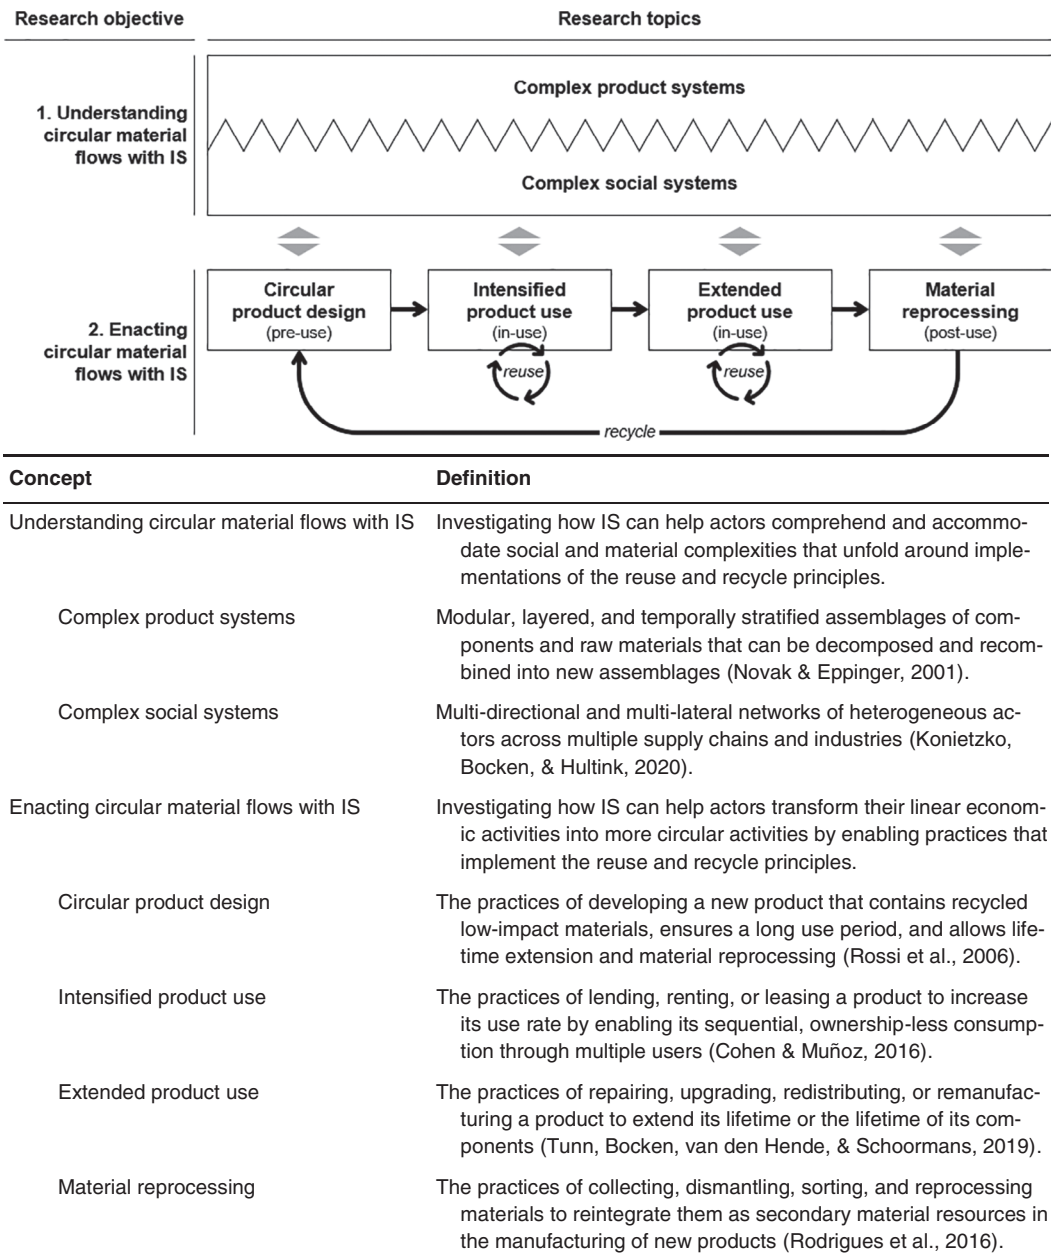 Research objective
Research topics
1. Understanding
circular material
flows with IS
Complex product systems
Complex social systems
2. Enacting
circular material
flows with IS
Circular
product design
(pre-use)
Intensified
product use
(in-use)
reuse
Extended
product use
(in-use)
reuse
Material
reprocessing
(post-use)
recycle
Concept
Definition
Understanding circular material flows with IS
Investigating how IS can help actors comprehend and accommo-
date social and material complexities that unfold around imple-
mentations of the reuse and recycle principles.
Complex product systems
Modular, layered, and temporally stratified assemblages of com-
ponents and raw materials that can be decomposed and recom-
bined into new assemblages (Novak & Eppinger, 2001).
Complex social systems
Multi-directional and multi-lateral networks of heterogeneous ac-
tors across multiple supply chains and industries (Konietzko,
Bocken, & Hultink, 2020).
Enacting circular material flows with IS
Investigating how IS can help actors transform their linear econom-
ic activities into more circular activities by enabling practices that
implement the reuse and recycle principles.
Circular product design
The practices of developing a new product that contains recycled
low-impact materials, ensures a long use period, and allows life-
time extension and material reprocessing (Rossi et al., 2006).
Intensified product use
The practices of lending, renting, or leasing a product to increase
its use rate by enabling its sequential, ownership-less consump-
tion through multiple users (Cohen & Muñoz, 2016).
Extended product use
The practices of repairing, upgrading, redistributing, or remanufac-
turing a product to extend its lifetime or the lifetime of its com-
ponents (Tunn, Bocken, van den Hende, & Schoormans, 2019).
Material reprocessing
The practices of collecting, dismantling, sorting, and reprocessing
materials to reintegrate them as secondary material resources in
the manufacturing of new products (Rodrigues et al., 2016).